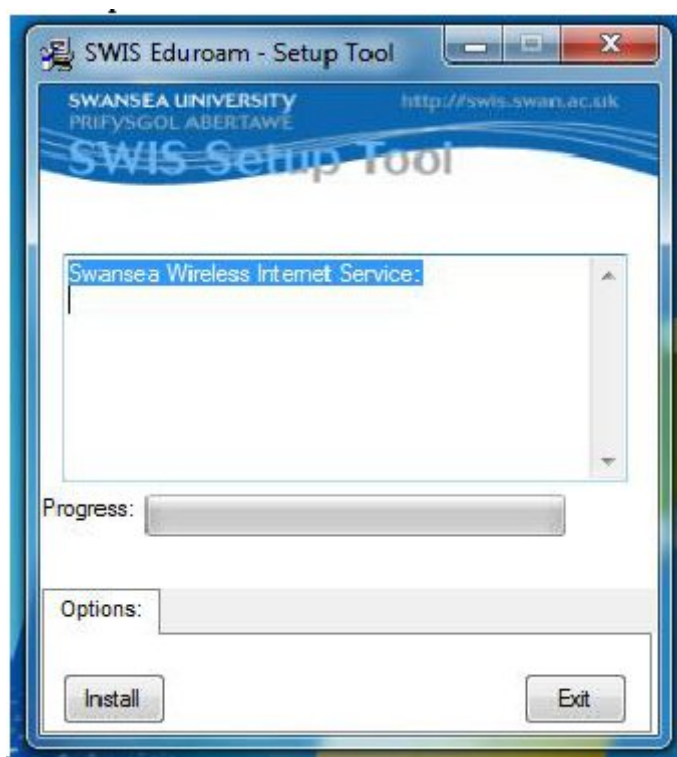 SWIS Eduroam - Setup Tool
SWANSEA UNIVERSITY
http://swis.swan.ac.uk
PRIFYSGOL ABERTAWE
SWIS Setup Tool
Swansea Wireless Internet Service:
Progress:
Options:
Install
Exit